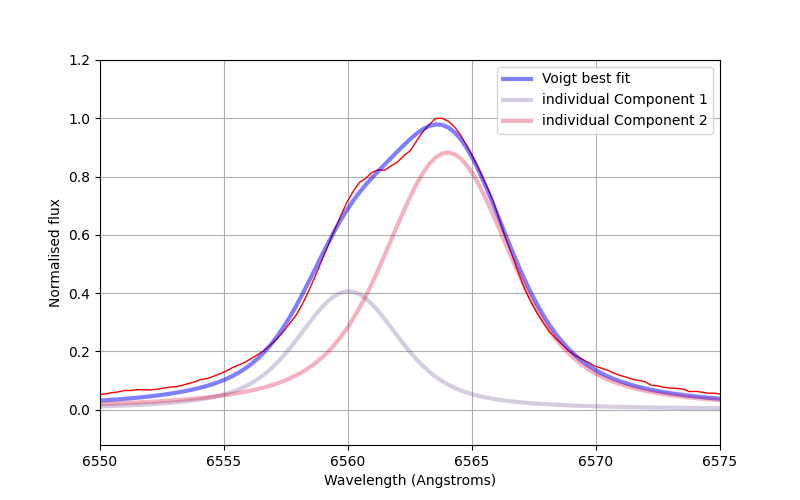 1.2
1.0
0.8
0.6
0.4
0.2
0.0
Normalised flux
Voigt best fit
individual Component 1
individual Component 2
6550 6555 6560 6565 6570 6575
Wavelength (Angstroms)